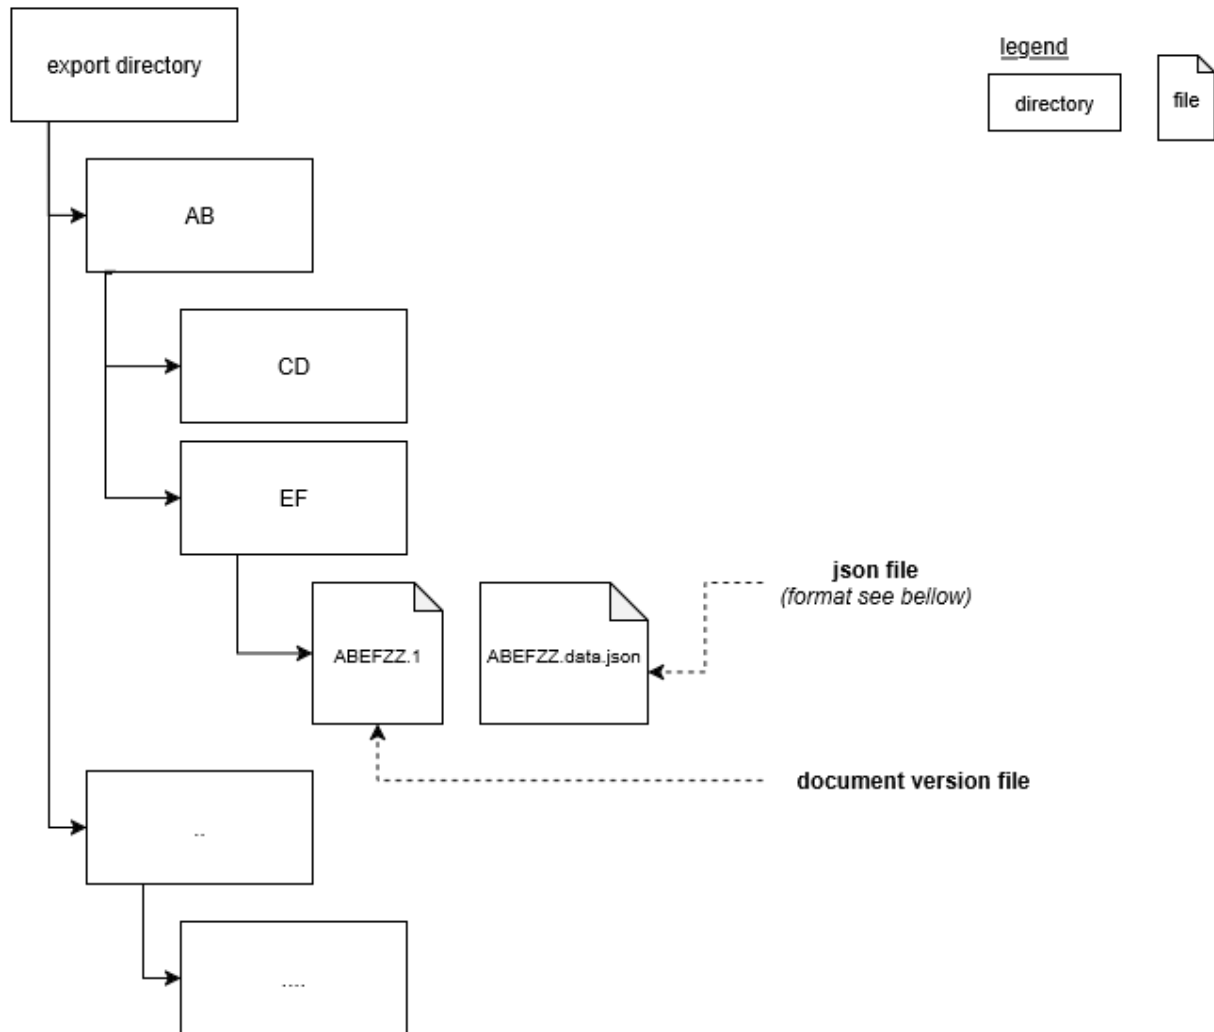 export directory
legend
directory
file
AB
CD
EF
ABEFZZ.1
ABEFZZ.data.json
json file
(format see bellow)
document version file
..
....